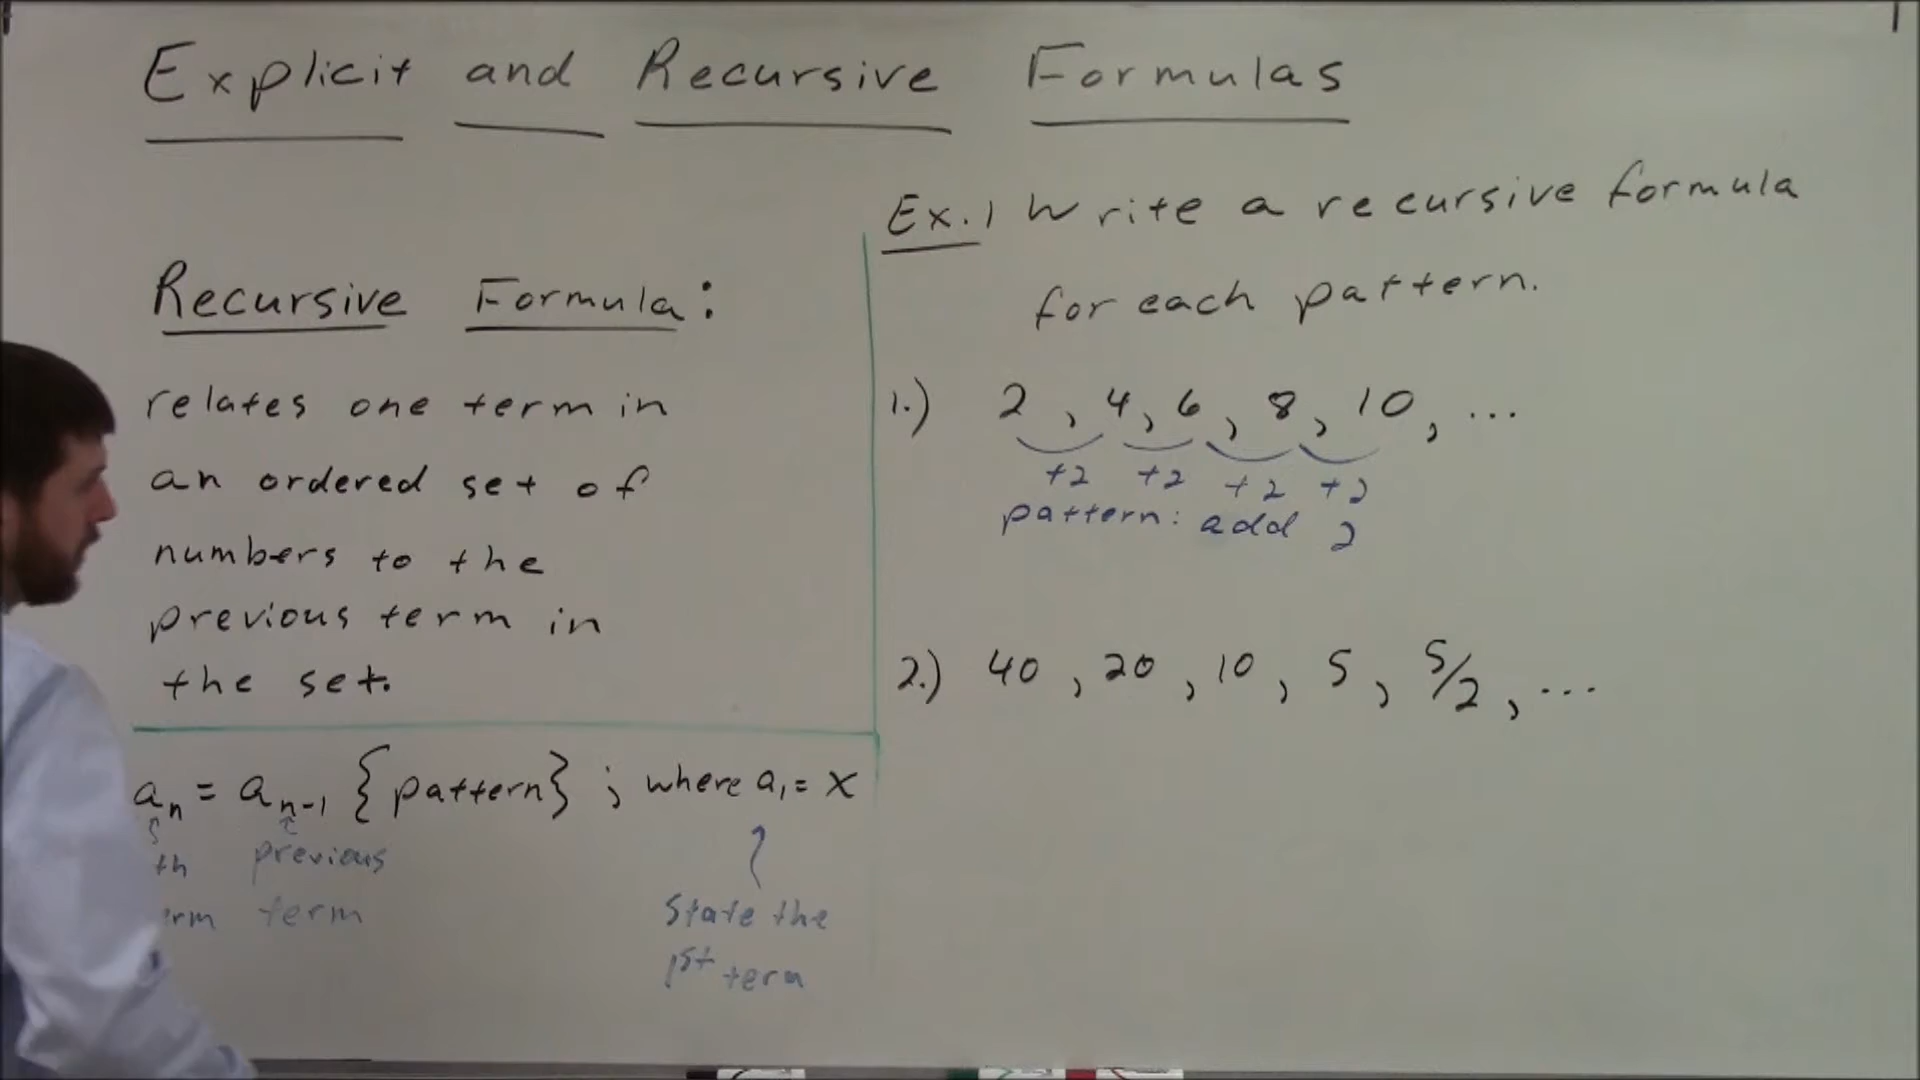 Explicit and Recursive Formulas
Recursive Formula:
relates one term in
an ordered set of
numbers to the
previous term in
the set.
aₙ = aₙ₋₁ {pattern} ; where a₁ = x
th previous
term
State the
1st term
Ex.1 Write a recursive formula
for each pattern.
1.) 2, 4, 6, 8, 10, ...
+2 +2 +2 +2
pattern: add 2
2.) 40, 20, 10, 5, 5/2, ...